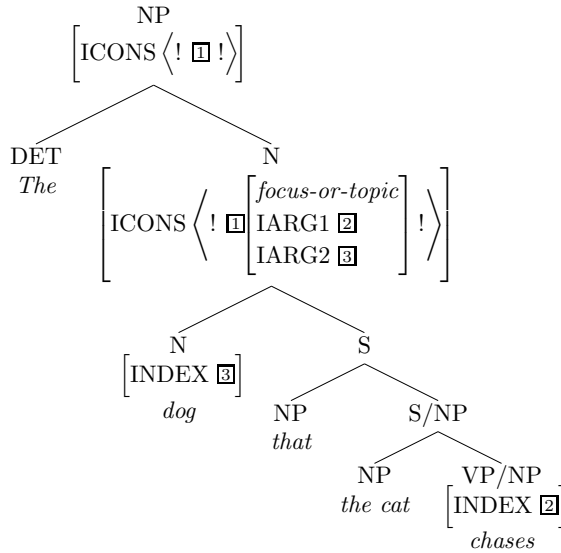 NP
[ICONS ⟨! 1 !⟩]
DET N
The
[ICONS ⟨! 1 [focus-or-topic
IARG1 2
IARG2 3] !⟩]
N S
[INDEX 3]
dog
NP S/NP
that
NP VP/NP
the cat [INDEX 2]
chases